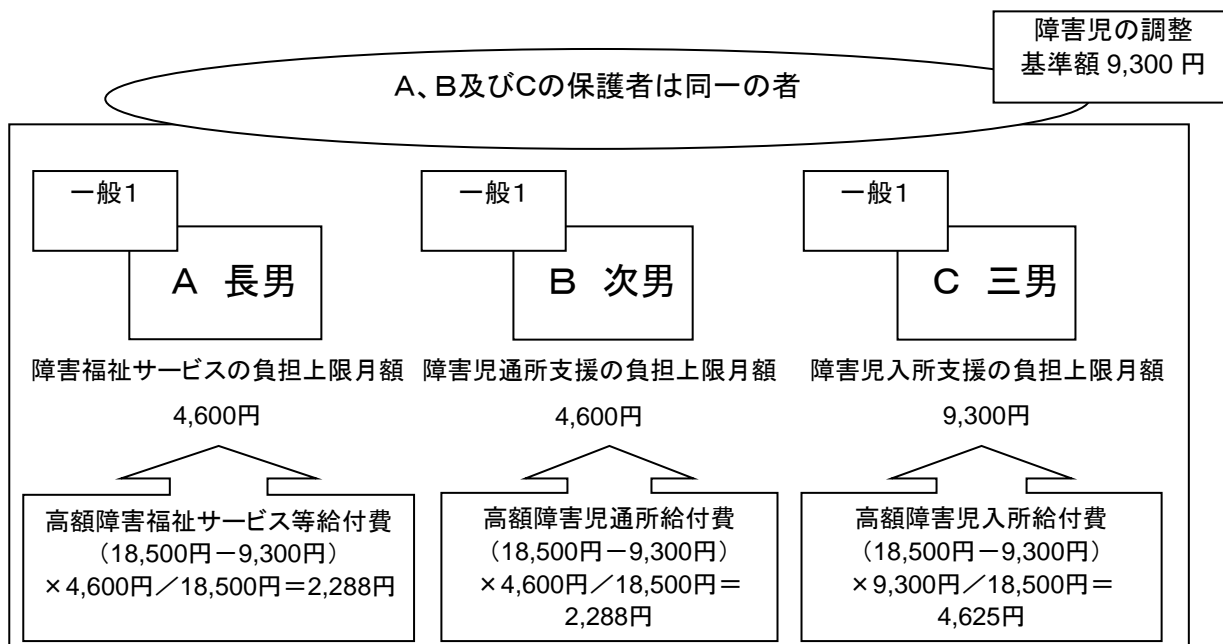 障害児の調整
基準額 9,300 円
A、B及びCの保護者は同一の者
一般1
A 長男
障害福祉サービスの負担上限月額
4,600円
高額障害福祉サービス等給付費
（18,500円－9,300円）
×4,600円／18,500円＝2,288円
一般1
B 次男
障害児通所支援の負担上限月額
4,600円
高額障害児通所給付費
（18,500円－9,300円）
×4,600円／18,500円＝
2,288円
一般1
C 三男
障害児入所支援の負担上限月額
9,300円
高額障害児入所給付費
（18,500円－9,300円）
×9,300円／18,500円＝
4,625円